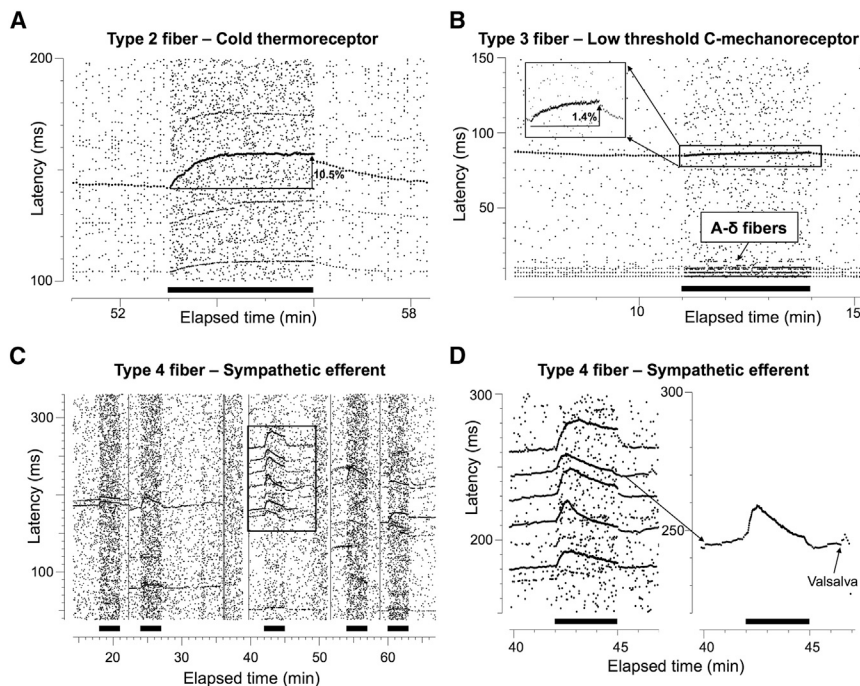 A
Type 2 fiber – Cold thermoreceptor
200
Latency (ms)
100
10.5%
52
58
Elapsed time (min)
B
Type 3 fiber – Low threshold C-mechanoreceptor
150
100
50
Latency (ms)
1.4%
A-δ fibers
10
15
Elapsed time (min)
C
Type 4 fiber – Sympathetic efferent
330
Latency (ms)
100
20
30
40
50
60
Elapsed time (min)
D
Type 4 fiber – Sympathetic efferent
300
Latency (ms)
200
40
45
Elapsed time (min)
300
250
Valsalva
40
45